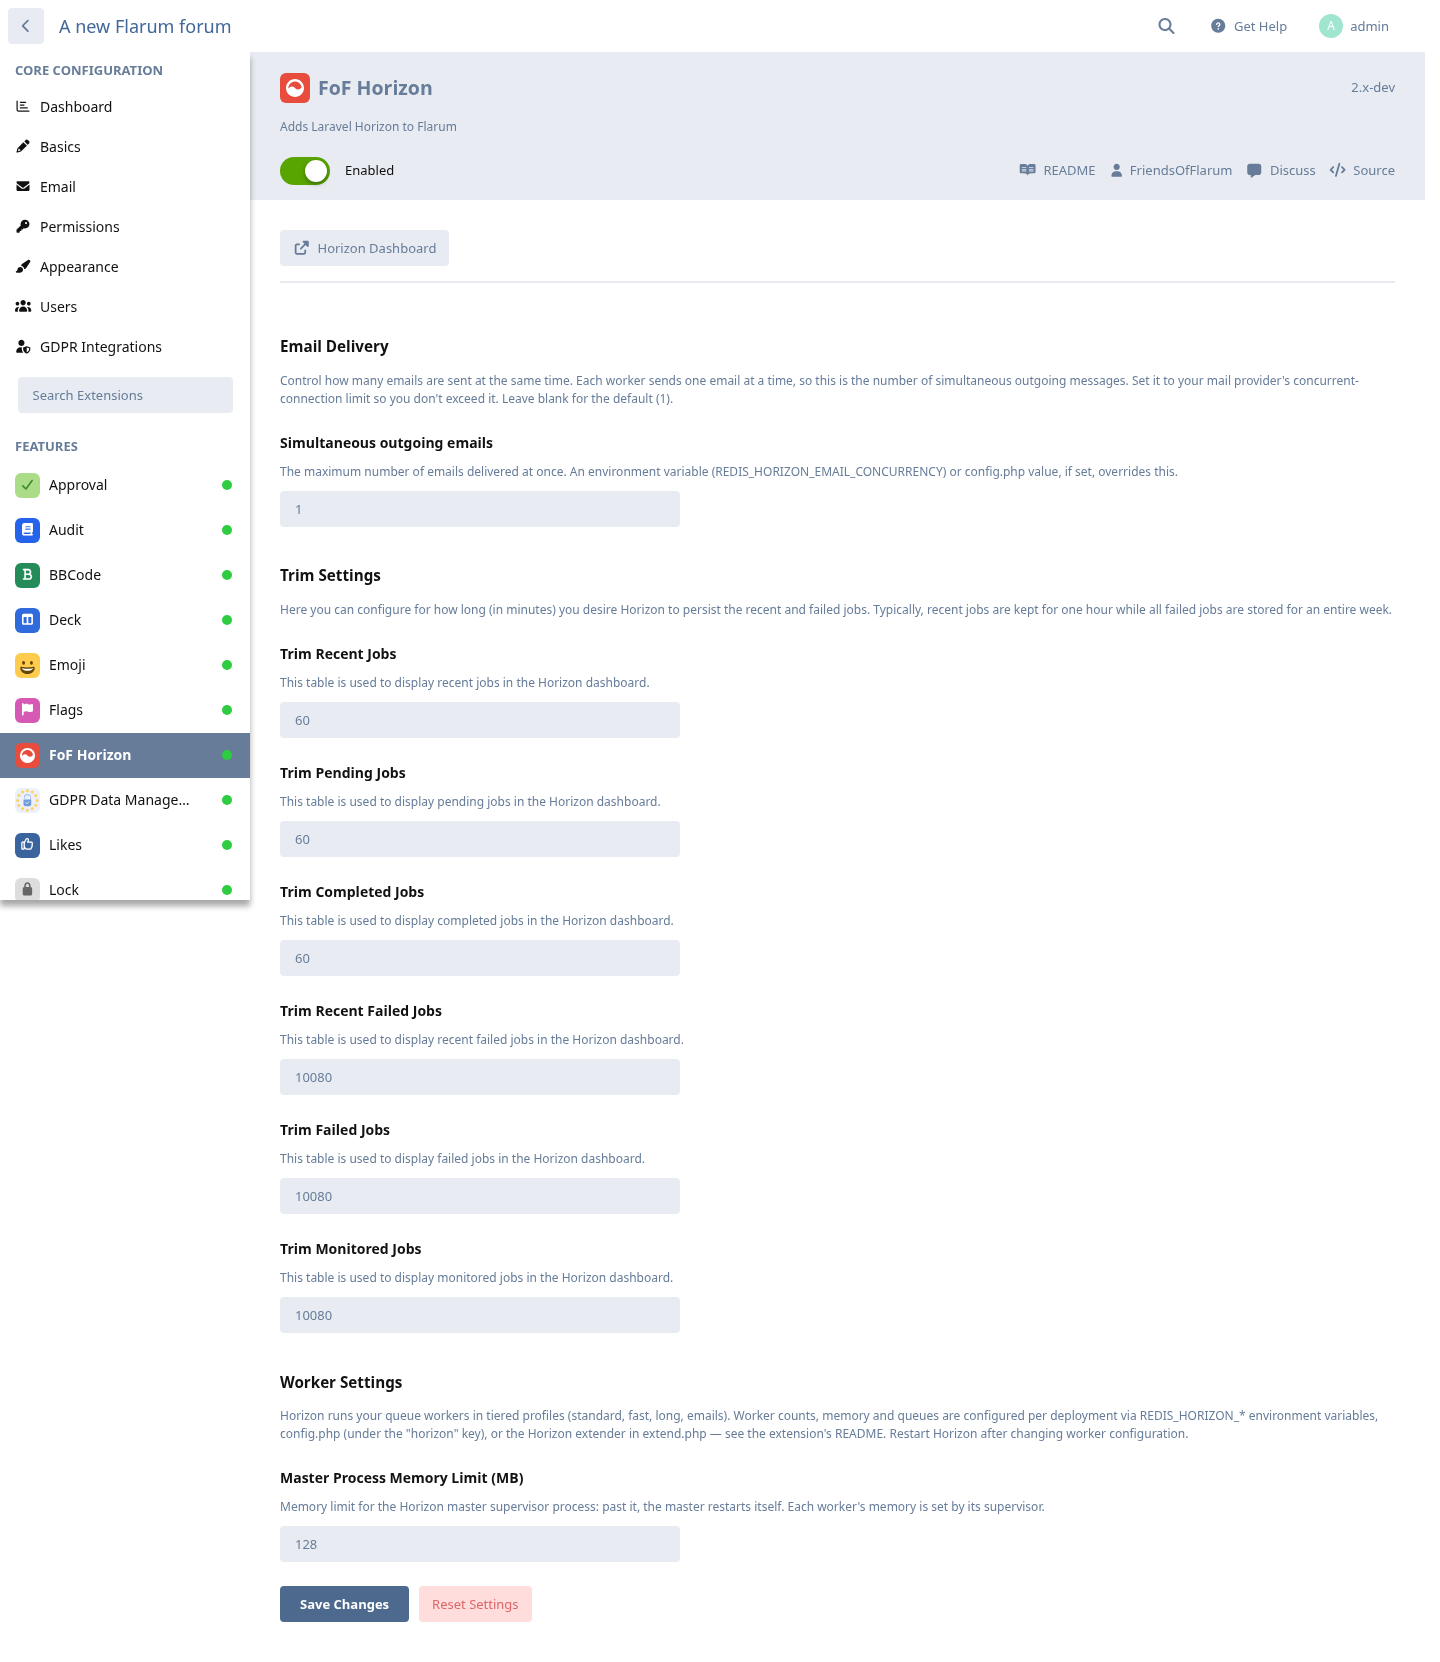 A new Flarum forum
Get Help
A
admin
CORE CONFIGURATION
Dashboard
Basics
Email
Permissions
Appearance
Users
GDPR Integrations
Search Extensions
FEATURES
Approval
Audit
BBCode
Deck
Emoji
Flags
FoF Horizon
GDPR Data Manage...
Likes
Lock
FoF Horizon
2.x-dev
Adds Laravel Horizon to Flarum
Enabled
README
FriendsOfFlarum
Discuss
Source
Horizon Dashboard
Email Delivery
Control how many emails are sent at the same time. Each worker sends one email at a time, so this is the number of simultaneous outgoing messages. Set it to your mail provider's concurrent-
connection limit so you don't exceed it. Leave blank for the default (1).
Simultaneous outgoing emails
The maximum number of emails delivered at once. An environment variable (REDIS_HORIZON_EMAIL_CONCURRENCY) or config.php value, if set, overrides this.
1
Trim Settings
Here you can configure for how long (in minutes) you desire Horizon to persist the recent and failed jobs. Typically, recent jobs are kept for one hour while all failed jobs are stored for an entire week.
Trim Recent Jobs
This table is used to display recent jobs in the Horizon dashboard.
60
Trim Pending Jobs
This table is used to display pending jobs in the Horizon dashboard.
60
Trim Completed Jobs
This table is used to display completed jobs in the Horizon dashboard.
60
Trim Recent Failed Jobs
This table is used to display recent failed jobs in the Horizon dashboard.
10080
Trim Failed Jobs
This table is used to display failed jobs in the Horizon dashboard.
10080
Trim Monitored Jobs
This table is used to display monitored jobs in the Horizon dashboard.
10080
Worker Settings
Horizon runs your queue workers in tiered profiles (standard, fast, long, emails). Worker counts, memory and queues are configured per deployment via REDIS_HORIZON_* environment variables,
config.php (under the "horizon" key), or the Horizon extender in extend.php — see the extension's README. Restart Horizon after changing worker configuration.
Master Process Memory Limit (MB)
Memory limit for the Horizon master supervisor process: past it, the master restarts itself. Each worker's memory is set by its supervisor.
128
Save Changes
Reset Settings